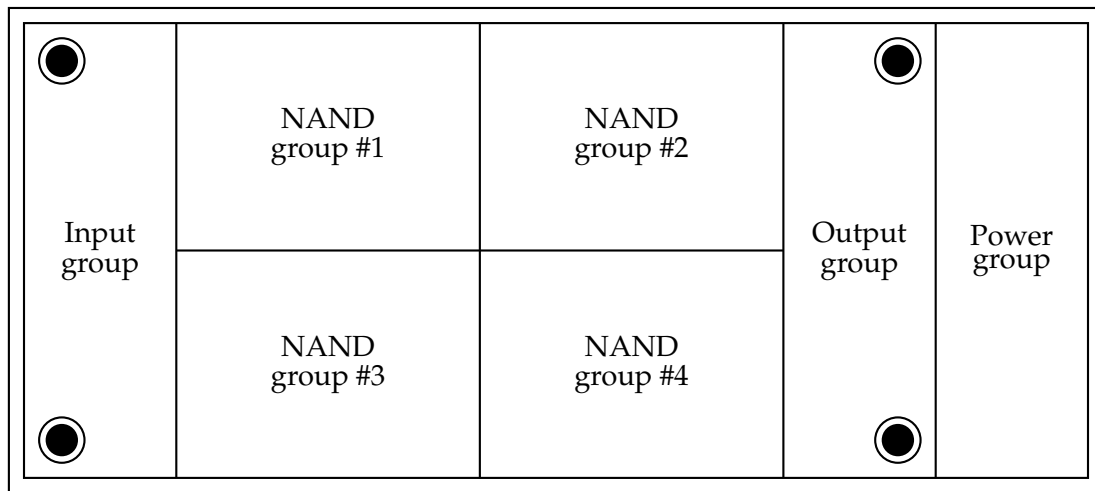 Input
group
NAND
group #1
NAND
group #2
NAND
group #3
NAND
group #4
Output
group
Power
group